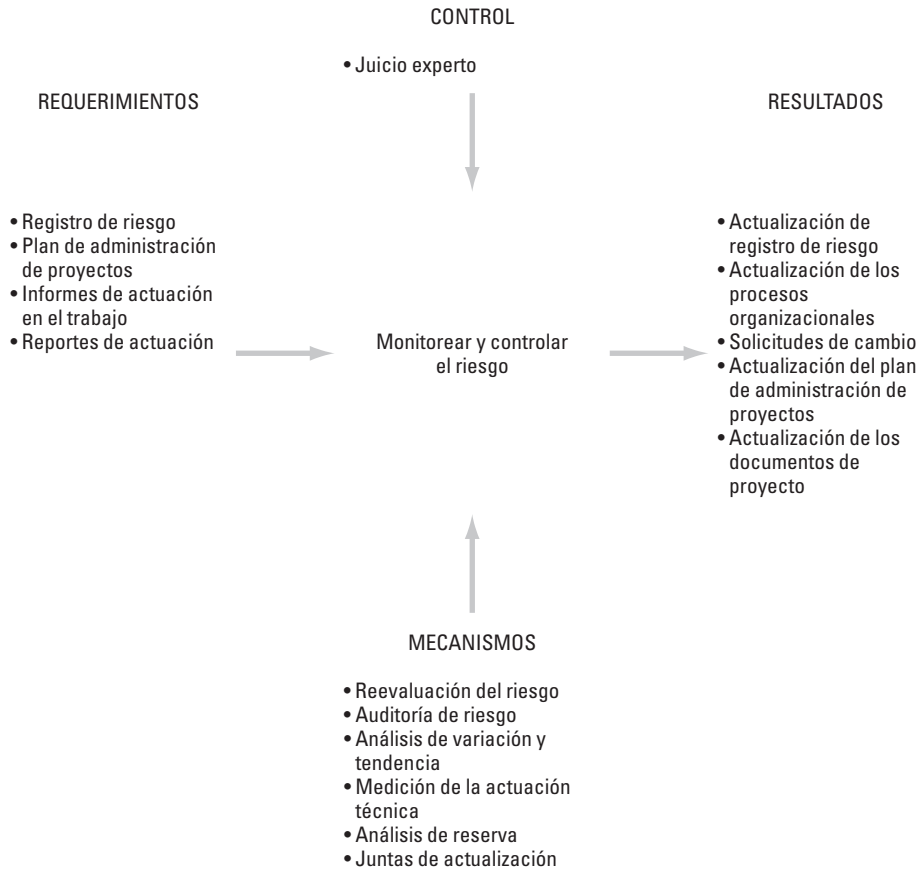 CONTROL
• Juicio experto
REQUERIMIENTOS
RESULTADOS
• Registro de riesgo
• Plan de administración
de proyectos
• Informes de actuación
en el trabajo
• Reportes de actuación
Monitorear y controlar
el riesgo
• Actualización de
registro de riesgo
• Actualización de los
procesos
organizacionales
• Solicitudes de cambio
• Actualización del plan
de administración de
proyectos
• Actualización de los
documentos de
proyecto
MECANISMOS
• Reevaluación del riesgo
• Auditoría de riesgo
• Análisis de variación y
tendencia
• Medición de la actuación
técnica
• Análisis de reserva
• Juntas de actualización